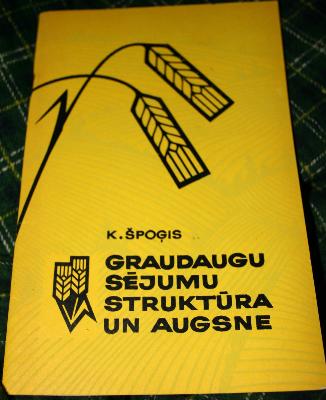 K. ŠPOĢIS
GRAUDAUGU
SĒJUMU
STRUKTŪRA
UN AUGSNE